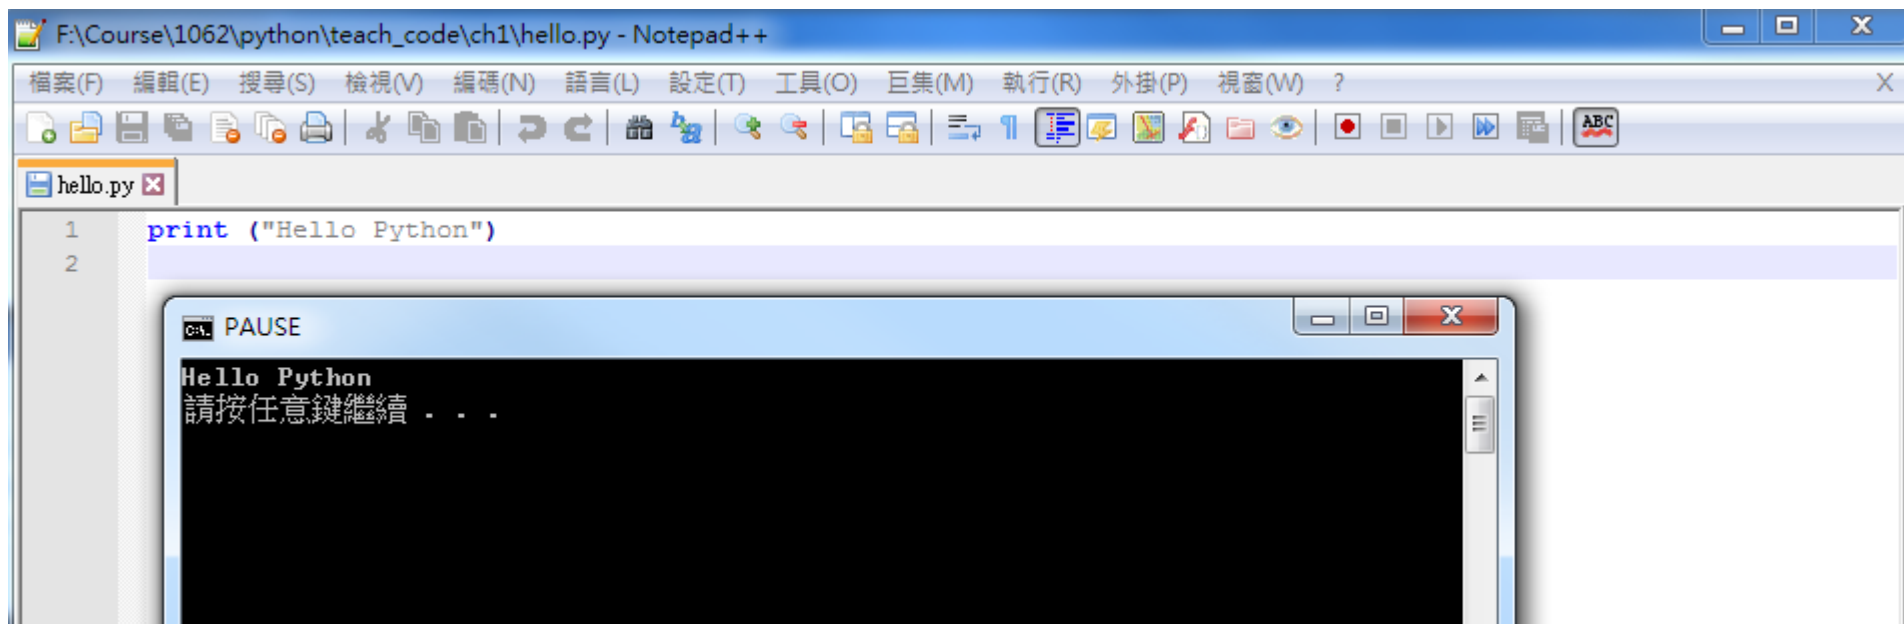 F:\Course\1062\python\teach_code\ch1\hello.py - Notepad++
檔案(F) 編輯(E) 搜尋(S) 檢視(V) 編碼(N) 語言(L) 設定(T) 工具(O) 巨集(M) 執行(R) 外掛(P) 視窗(W) ? X
ABC
hello.py
1 print ("Hello Python")
2
C:\. PAUSE
Hello Python
請按任意鍵繼續 . . .